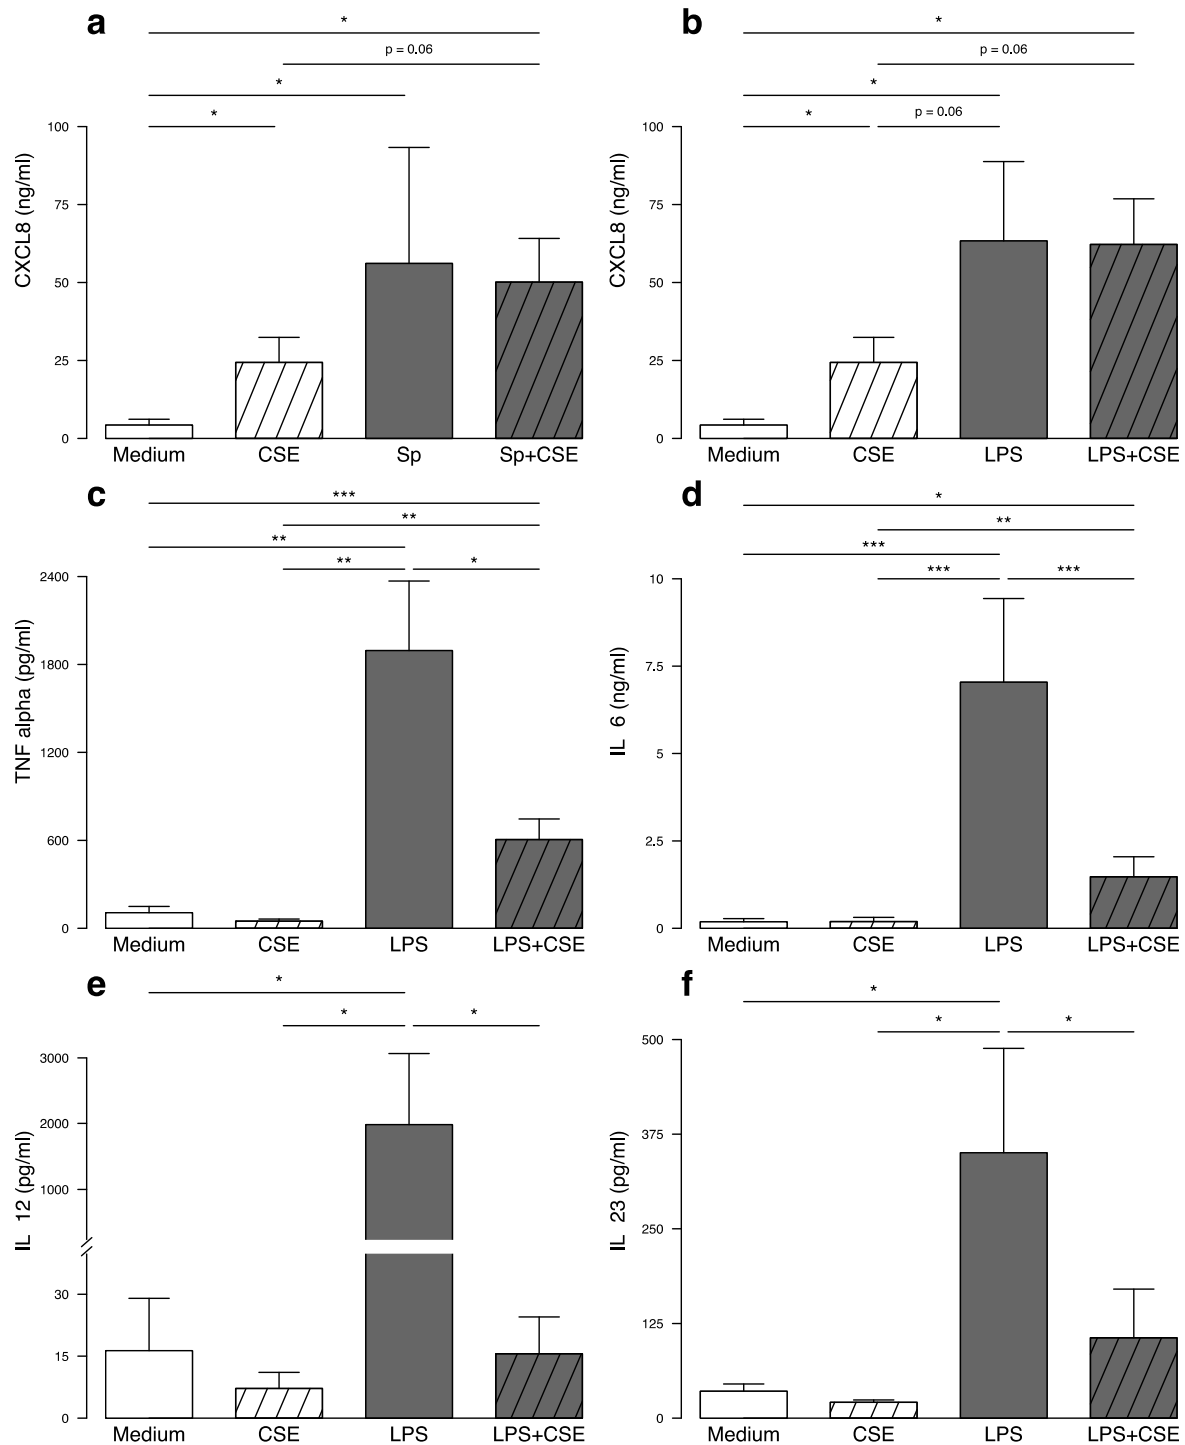 a
*
p = 0.06
*
*
CXCL8 (ng/ml)
100
75
50
25
0
Medium CSE Sp Sp+CSE
b
*
p = 0.06
*
* p = 0.06
CXCL8 (ng/ml)
100
75
50
25
0
Medium CSE LPS LPS+CSE
c
***
**
**
** *
TNF alpha (pg/ml)
2400
1800
1200
600
0
Medium CSE LPS LPS+CSE
d
*
**
***
*** ***
IL 6 (ng/ml)
10
7.5
5
2.5
0
Medium CSE LPS LPS+CSE
e
*
* *
IL 12 (pg/ml)
3000
2000
1000
30
15
0
Medium CSE LPS LPS+CSE
f
*
* *
IL 23 (pg/ml)
500
375
250
125
0
Medium CSE LPS LPS+CSE